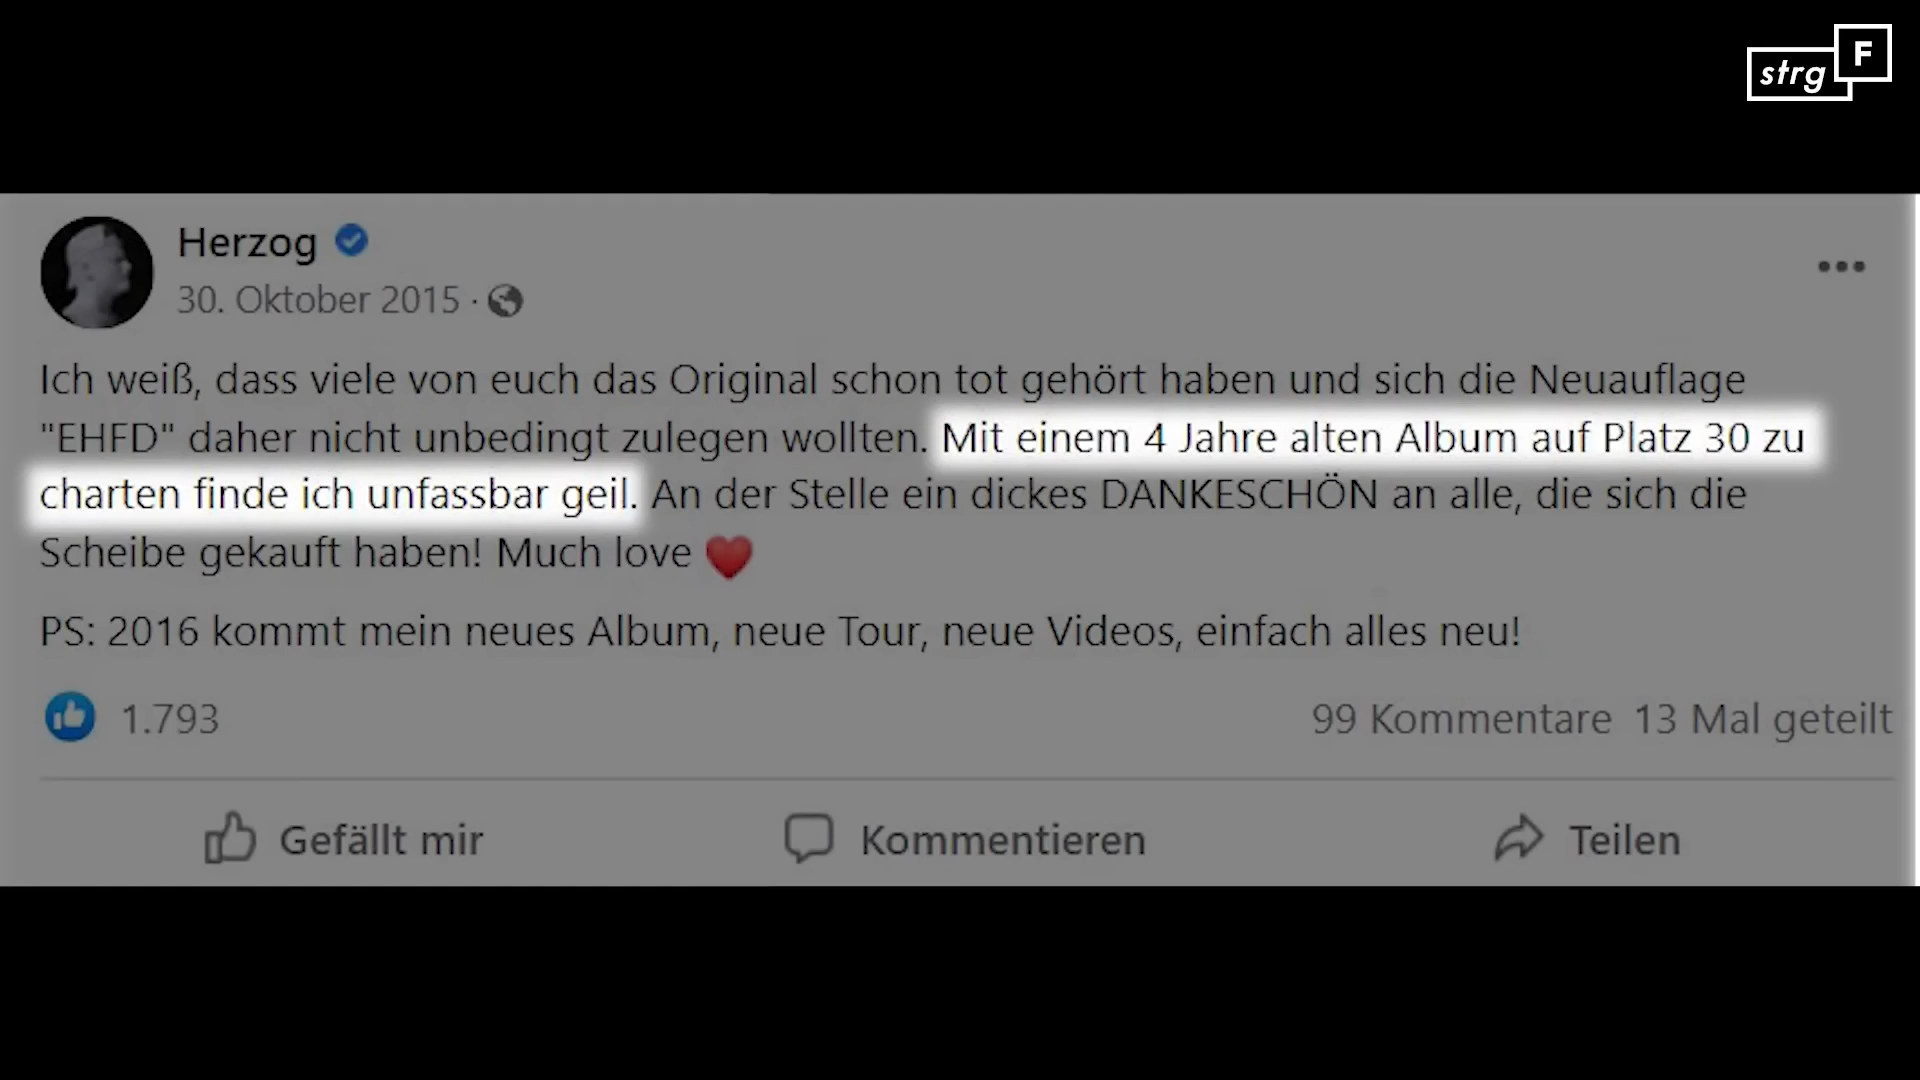 strg F
Herzog
30. Oktober 2015 ·
Ich weiß, dass viele von euch das Original schon tot gehört haben und sich die Neuauflage
"EHFD" daher nicht unbedingt zulegen wollten. Mit einem 4 Jahre alten Album auf Platz 30 zu
charten finde ich unfassbar geil. An der Stelle ein dickes DANKESCHÖN an alle, die sich die
Scheibe gekauft haben! Much love ❤
PS: 2016 kommt mein neues Album, neue Tour, neue Videos, einfach alles neu!
1.793 99 Kommentare 13 Mal geteilt
Gefällt mir Kommentieren Teilen